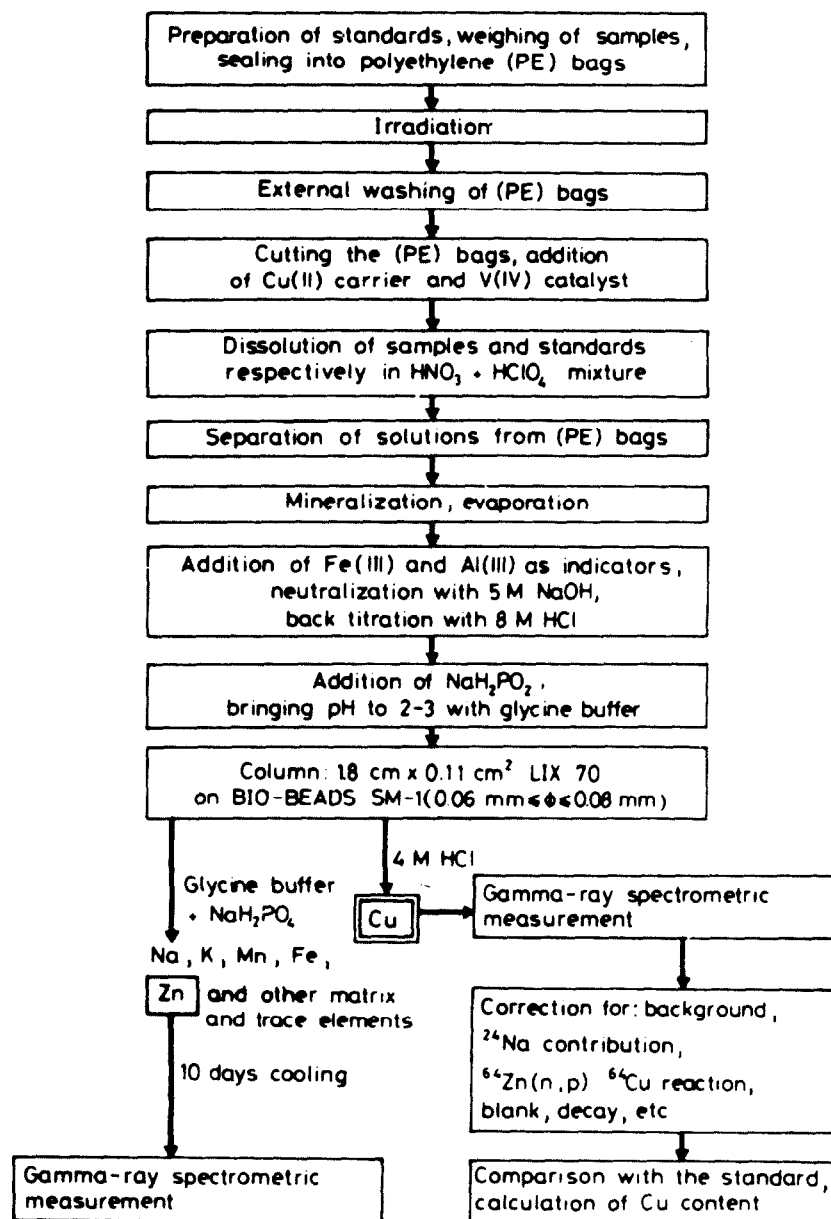 Preparation of standards, weighing of samples,
sealing into polyethylene (PE) bags
Irradiation
External washing of (PE) bags
Cutting the (PE) bags, addition
of Cu(II) carrier and V(IV) catalyst
Dissolution of samples and standards
respectively in HNO₃ + HClO₄ mixture
Separation of solutions from (PE) bags
Mineralization, evaporation
Addition of Fe(III) and Al(III) as indicators,
neutralization with 5 M NaOH,
back titration with 8 M HCl
Addition of NaH₂PO₂,
bringing pH to 2-3 with glycine buffer
Column: 1.8 cm x 0.11 cm² LIX 70
on BIO-BEADS SM-1(0.06 mm≤ϕ≤0.08 mm)
4 M HCl
Glycine buffer
+ NaH₂PO₄
Cu
Gamma-ray spectrometric
measurement
Na, K, Mn, Fe,
Zn and other matrix
and trace elements
10 days cooling
Correction for: background,
²⁴Na contribution,
⁶⁴Zn(n,p) ⁶⁴Cu reaction,
blank, decay, etc
Gamma-ray spectrometric
measurement
Comparison with the standard,
calculation of Cu content